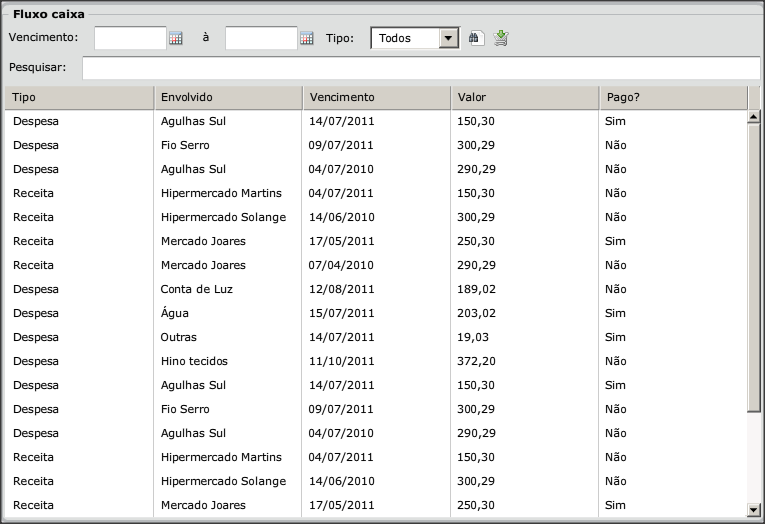 Fluxo caixa
Vencimento: à Tipo: Todos
Pesquisar:
Tipo Envolvido Vencimento Valor Pago?
Despesa Agulhas Sul 14/07/2011 150,30 Sim
Despesa Fio Serro 09/07/2011 300,29 Não
Despesa Agulhas Sul 04/07/2010 290,29 Não
Receita Hipermercado Martins 04/07/2011 150,30 Não
Receita Hipermercado Solange 14/06/2010 300,29 Não
Receita Mercado Joares 17/05/2011 250,30 Sim
Receita Mercado Joares 07/04/2010 290,29 Não
Despesa Conta de Luz 12/08/2011 189,02 Não
Despesa Água 15/07/2011 203,02 Sim
Despesa Outras 14/07/2011 19,03 Sim
Despesa Hino tecidos 11/10/2011 372,20 Não
Despesa Agulhas Sul 14/07/2011 150,30 Sim
Despesa Fio Serro 09/07/2011 300,29 Não
Despesa Agulhas Sul 04/07/2010 290,29 Não
Receita Hipermercado Martins 04/07/2011 150,30 Não
Receita Hipermercado Solange 14/06/2010 300,29 Não
Receita Mercado Joares 17/05/2011 250,30 Sim